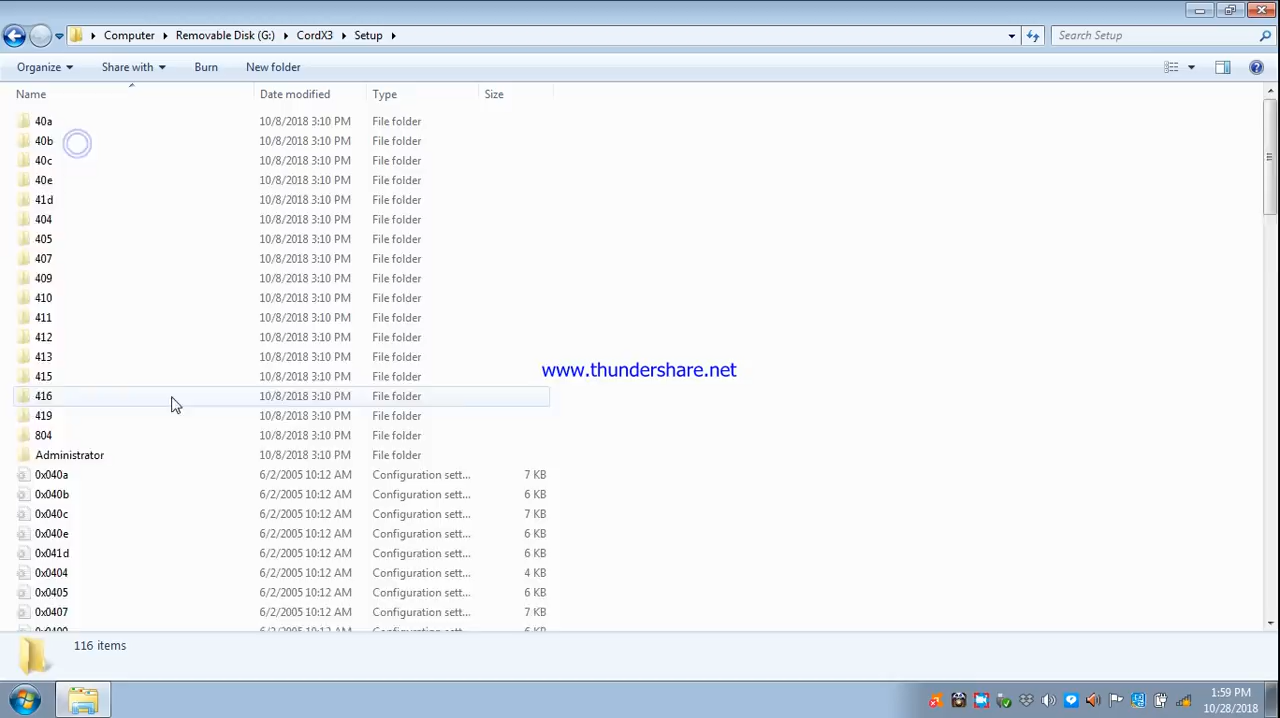 Computer Removable Disk (G:) CordX3 Setup Search Setup
Organize Share with Burn New folder
Name Date modified Type Size
40a 10/8/2018 3:10 PM File folder
40b 10/8/2018 3:10 PM File folder
40c 10/8/2018 3:10 PM File folder
40e 10/8/2018 3:10 PM File folder
41d 10/8/2018 3:10 PM File folder
404 10/8/2018 3:10 PM File folder
405 10/8/2018 3:10 PM File folder
407 10/8/2018 3:10 PM File folder
409 10/8/2018 3:10 PM File folder
410 10/8/2018 3:10 PM File folder
411 10/8/2018 3:10 PM File folder
412 10/8/2018 3:10 PM File folder
413 10/8/2018 3:10 PM File folder
www.thundershare.net
415 10/8/2018 3:10 PM File folder
416 10/8/2018 3:10 PM File folder
419 10/8/2018 3:10 PM File folder
804 10/8/2018 3:10 PM File folder
Administrator 10/8/2018 3:10 PM File folder
0x040a 6/2/2005 10:12 AM Configuration sett... 7 KB
0x040b 6/2/2005 10:12 AM Configuration sett... 6 KB
0x040c 6/2/2005 10:12 AM Configuration sett... 7 KB
0x040e 6/2/2005 10:12 AM Configuration sett... 6 KB
0x041d 6/2/2005 10:12 AM Configuration sett... 6 KB
0x0404 6/2/2005 10:12 AM Configuration sett... 4 KB
0x0405 6/2/2005 10:12 AM Configuration sett... 6 KB
0x0407 6/2/2005 10:12 AM Configuration sett... 7 KB
116 items
1:59 PM
10/28/2018